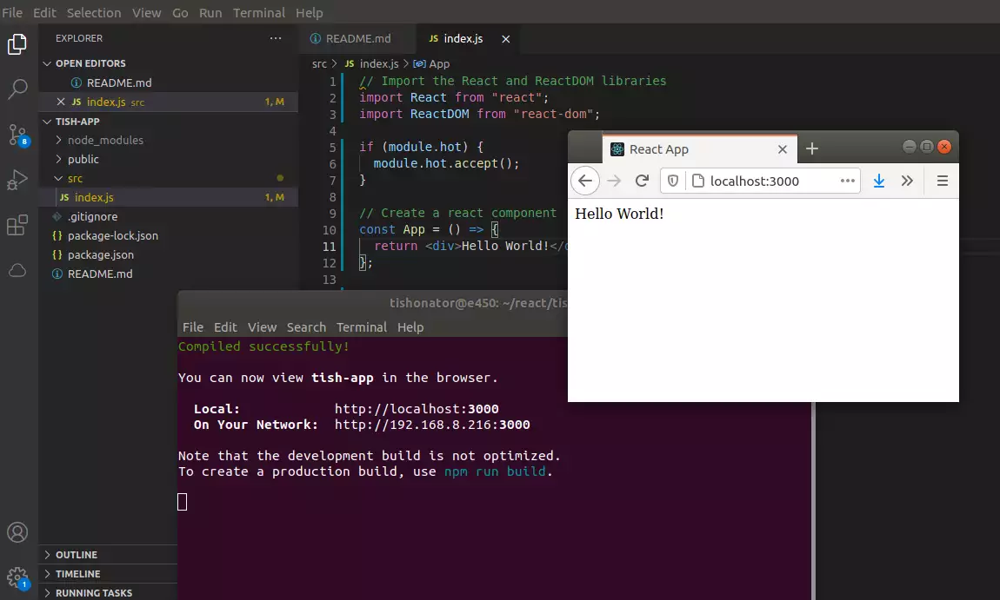 File Edit Selection View Go Run Terminal Help
EXPLORER ···
OPEN EDITORS
README.md
JS index.js src 1, M
TISH-APP
node_modules
public
src
JS index.js 1, M
.gitignore
{} package-lock.json
{} package.json
README.md
OUTLINE
TIMELINE
RUNNING TASKS
8
1
README.md JS index.js
src > JS index.js > App
1 // Import the React and ReactDOM libraries
2 import React from "react";
3 import ReactDOM from "react-dom";
4
5 if (module.hot) {
6 module.hot.accept();
7 }
8
9 // Create a react component
10 const App = () => {
11 return <div>Hello World!</
12 };
13
tishonator@e450: ~/react/tis
File Edit View Search Terminal Help
Compiled successfully!
You can now view tish-app in the browser.
Local: http://localhost:3000
On Your Network: http://192.168.8.216:3000
Note that the development build is not optimized.
To create a production build, use npm run build.
React App
localhost:3000
Hello World!